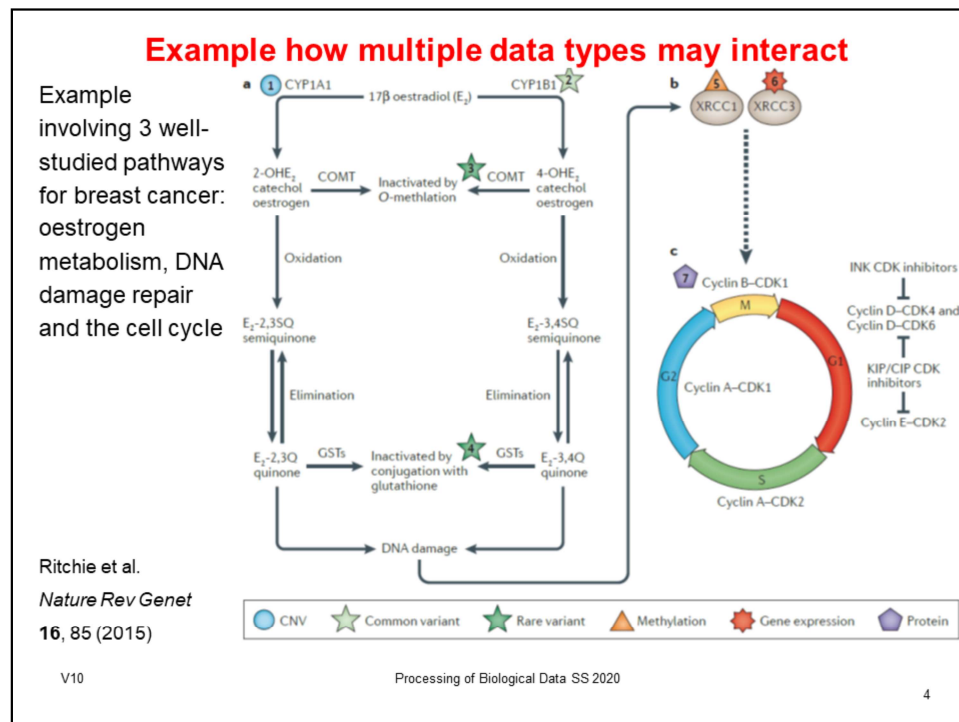 Example how multiple data types may interact
Example
involving 3 well-
studied pathways
for breast cancer:
oestrogen
metabolism, DNA
damage repair
and the cell cycle
Ritchie et al.
Nature Rev Genet
16, 85 (2015)
a
1 CYP1A1
CYP1B1 2
17β oestradiol (E₂)
2-OHE₂
catechol
oestrogen
COMT
Inactivated by
O-methlation
3
COMT
4-OHE₂
catechol
oestrogen
Oxidation
Oxidation
E₂-2,3SQ
semiquinone
E₂-3,4SQ
semiquinone
Elimination
Elimination
E₂-2,3Q
quinone
GSTs
Inactivated by
conjugation with
glutathione
4
GSTs
E₂-3,4Q
quinone
DNA damage
b
5
XRCC1
6
XRCC3
c
7
Cyclin B–CDK1
M
G1
G2
S
Cyclin A–CDK1
Cyclin A–CDK2
INK CDK inhibitors
Cyclin D–CDK4 and
Cyclin D–CDK6
KIP/CIP CDK
inhibitors
Cyclin E–CDK2
CNV
Common variant
Rare variant
Methylation
Gene expression
Protein
V10
Processing of Biological Data SS 2020
4